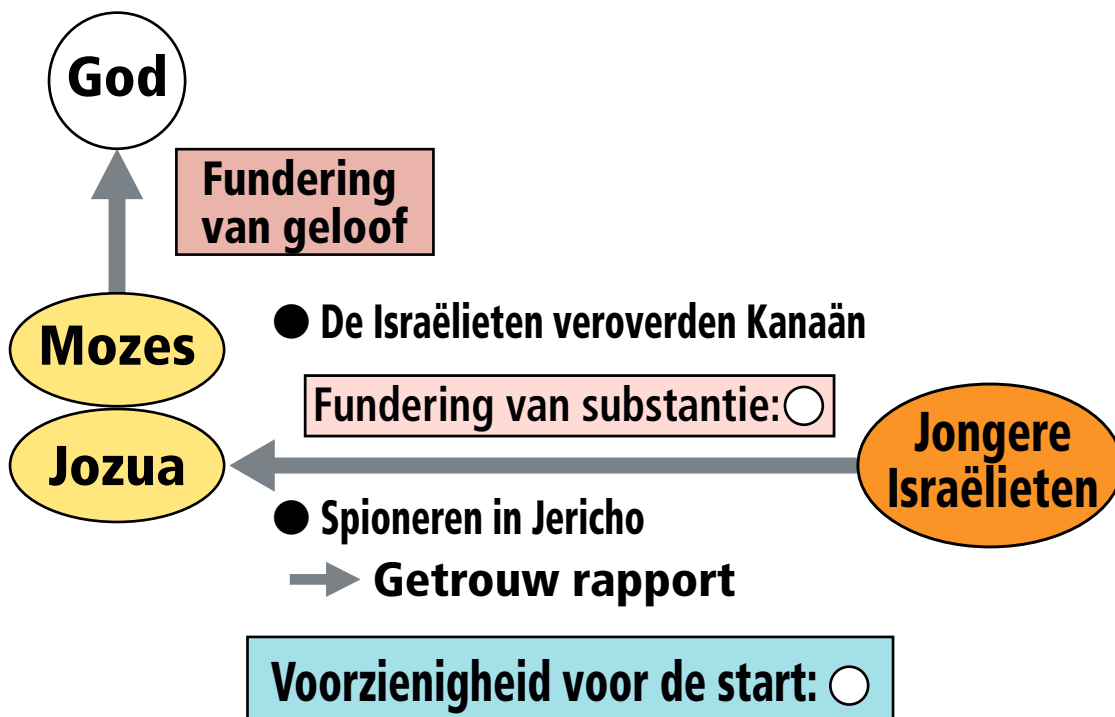 God
Fundering
van geloof
Mozes
● De Israëlieten veroverden Kanaän
Fundering van substantie:○
Jozua
Jongere
Israëlieten
● Spioneren in Jericho
→ Getrouw rapport
Voorzienigheid voor de start: ○